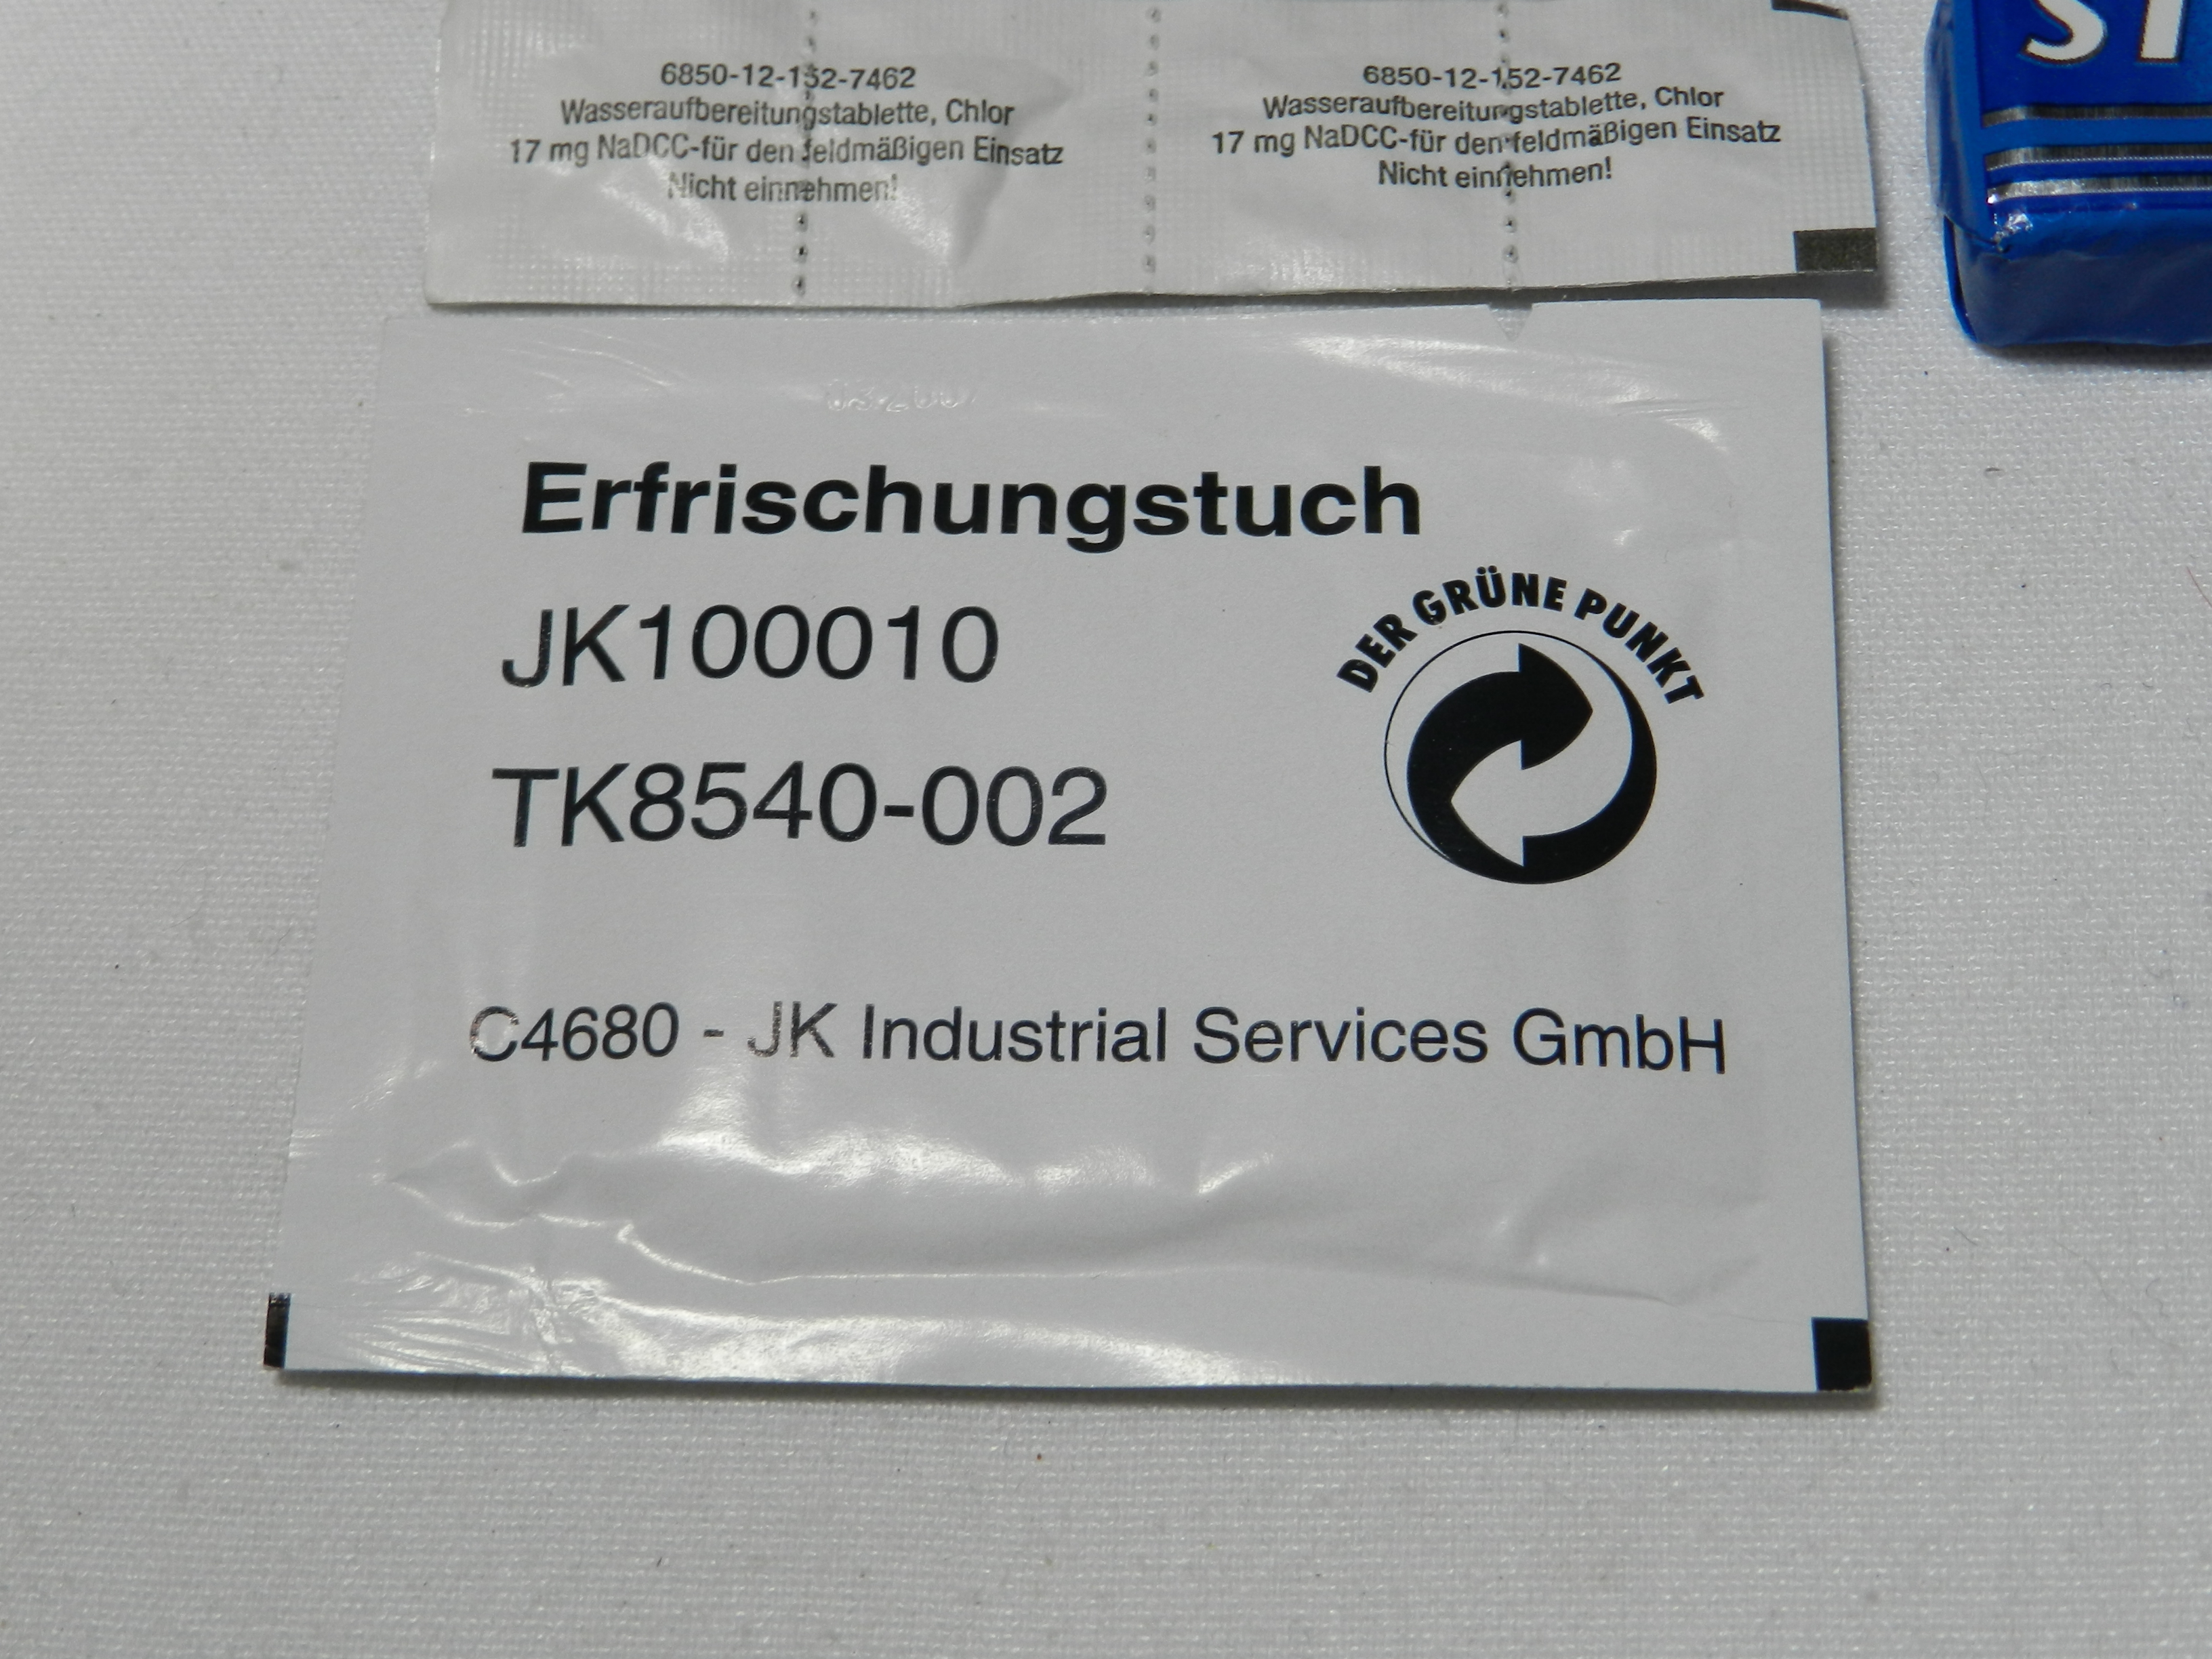 6850-12-152-7462
Wasseraufbereitungstablette, Chlor
17 mg NaDCC-für den feldmäßigen Einsatz
Nicht einnehmen!
6850-12-152-7462
Wasseraufbereitungstablette, Chlor
17 mg NaDCC-für den feldmäßigen Einsatz
Nicht einnehmen!
ST
Erfrischungstuch
JK100010
TK8540-002
DER GRÜNE PUNKT
C4680 - JK Industrial Services GmbH